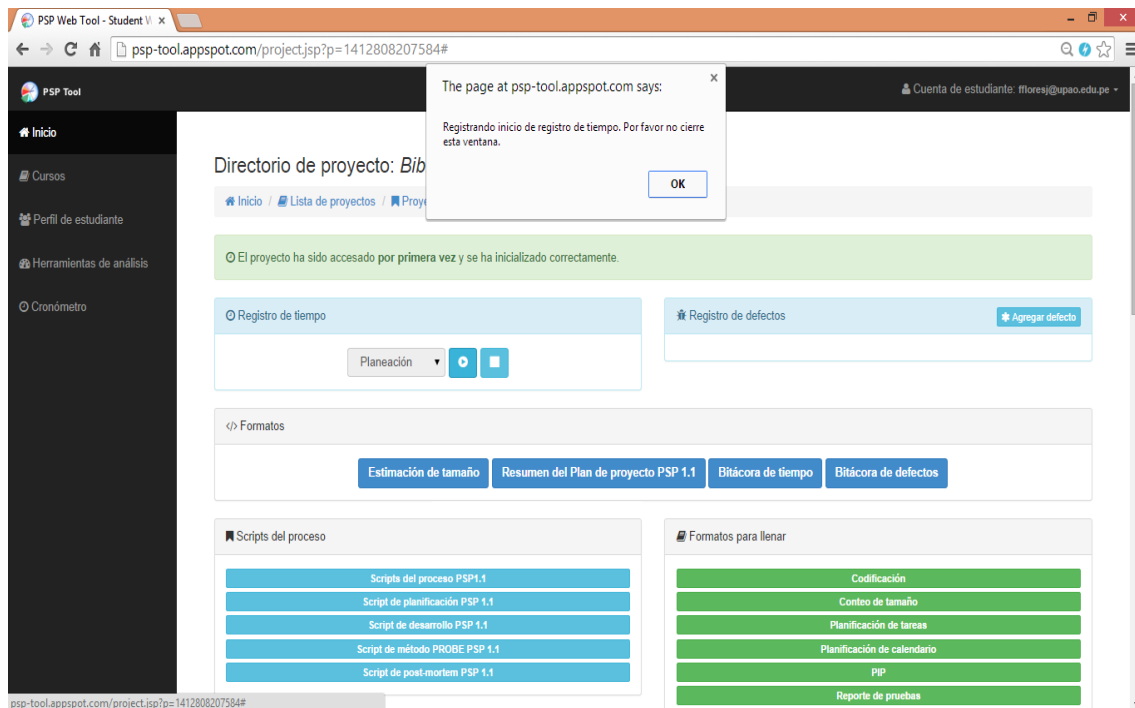 PSP Web Tool - Student
psp-tool.appspot.com/project.jsp?p=1412808207584#
PSP Tool
Cuenta de estudiante: ffloresj@upao.edu.pe
The page at psp-tool.appspot.com says:
Registrando inicio de registro de tiempo. Por favor no cierre
esta ventana.
OK
Inicio
Cursos
Perfil de estudiante
Herramientas de análisis
Cronómetro
Directorio de proyecto: Bib
Inicio / Lista de proyectos / Proye
El proyecto ha sido accesado por primera vez y se ha inicializado correctamente.
Registro de tiempo
Planeación
Registro de defectos
Agregar defecto
</> Formatos
Estimación de tamaño
Resumen del Plan de proyecto PSP 1.1
Bitácora de tiempo
Bitácora de defectos
Scripts del proceso
Scripts del proceso PSP1.1
Script de planificación PSP 1.1
Script de desarrollo PSP 1.1
Script de método PROBE PSP 1.1
Script de post-mortem PSP 1.1
Formatos para llenar
Codificación
Conteo de tamaño
Planificación de tareas
Planificación de calendario
PIP
Reporte de pruebas
psp-tool.appspot.com/project.jsp?p=1412808207584#